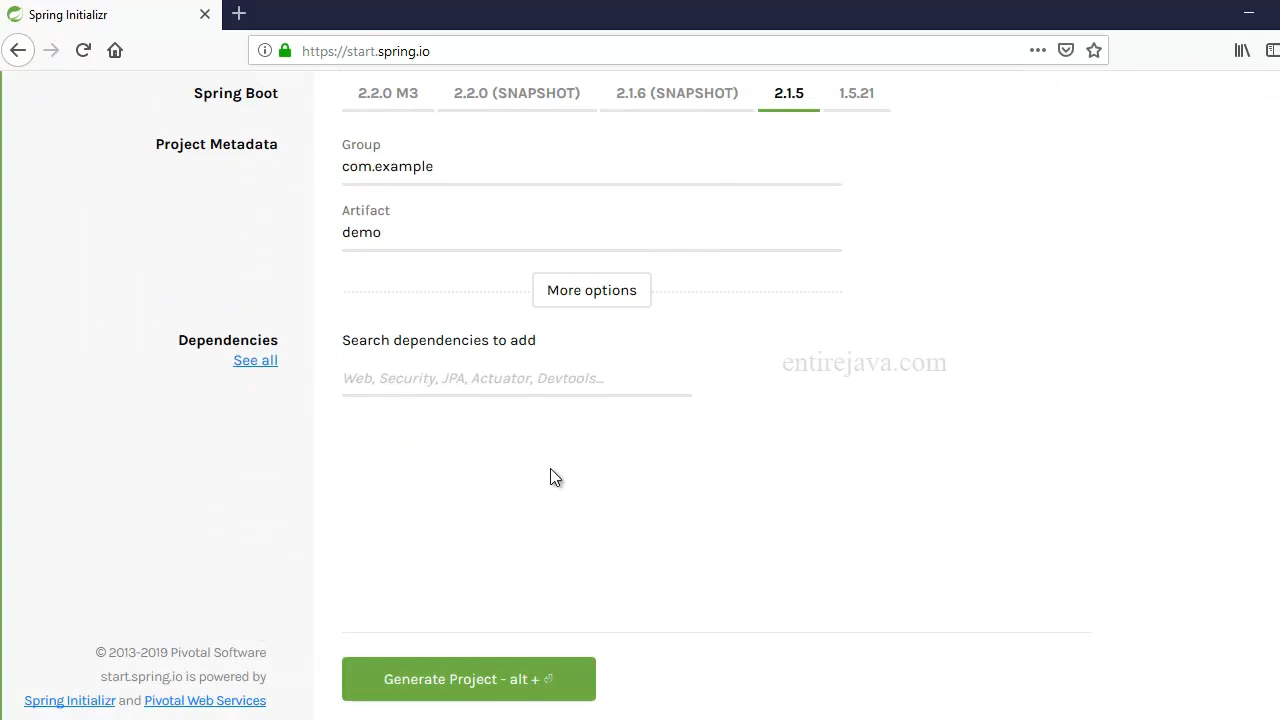 Spring Initializr
https://start.spring.io
Spring Boot
2.2.0 M3 2.2.0 (SNAPSHOT) 2.1.6 (SNAPSHOT) 2.1.5 1.5.21
Project Metadata
Group
com.example
Artifact
demo
More options
Dependencies
See all
Search dependencies to add
Web, Security, JPA, Actuator, Devtools...
entirejava.com
© 2013-2019 Pivotal Software
start.spring.io is powered by
Spring Initializr and Pivotal Web Services
Generate Project - alt + ⏎